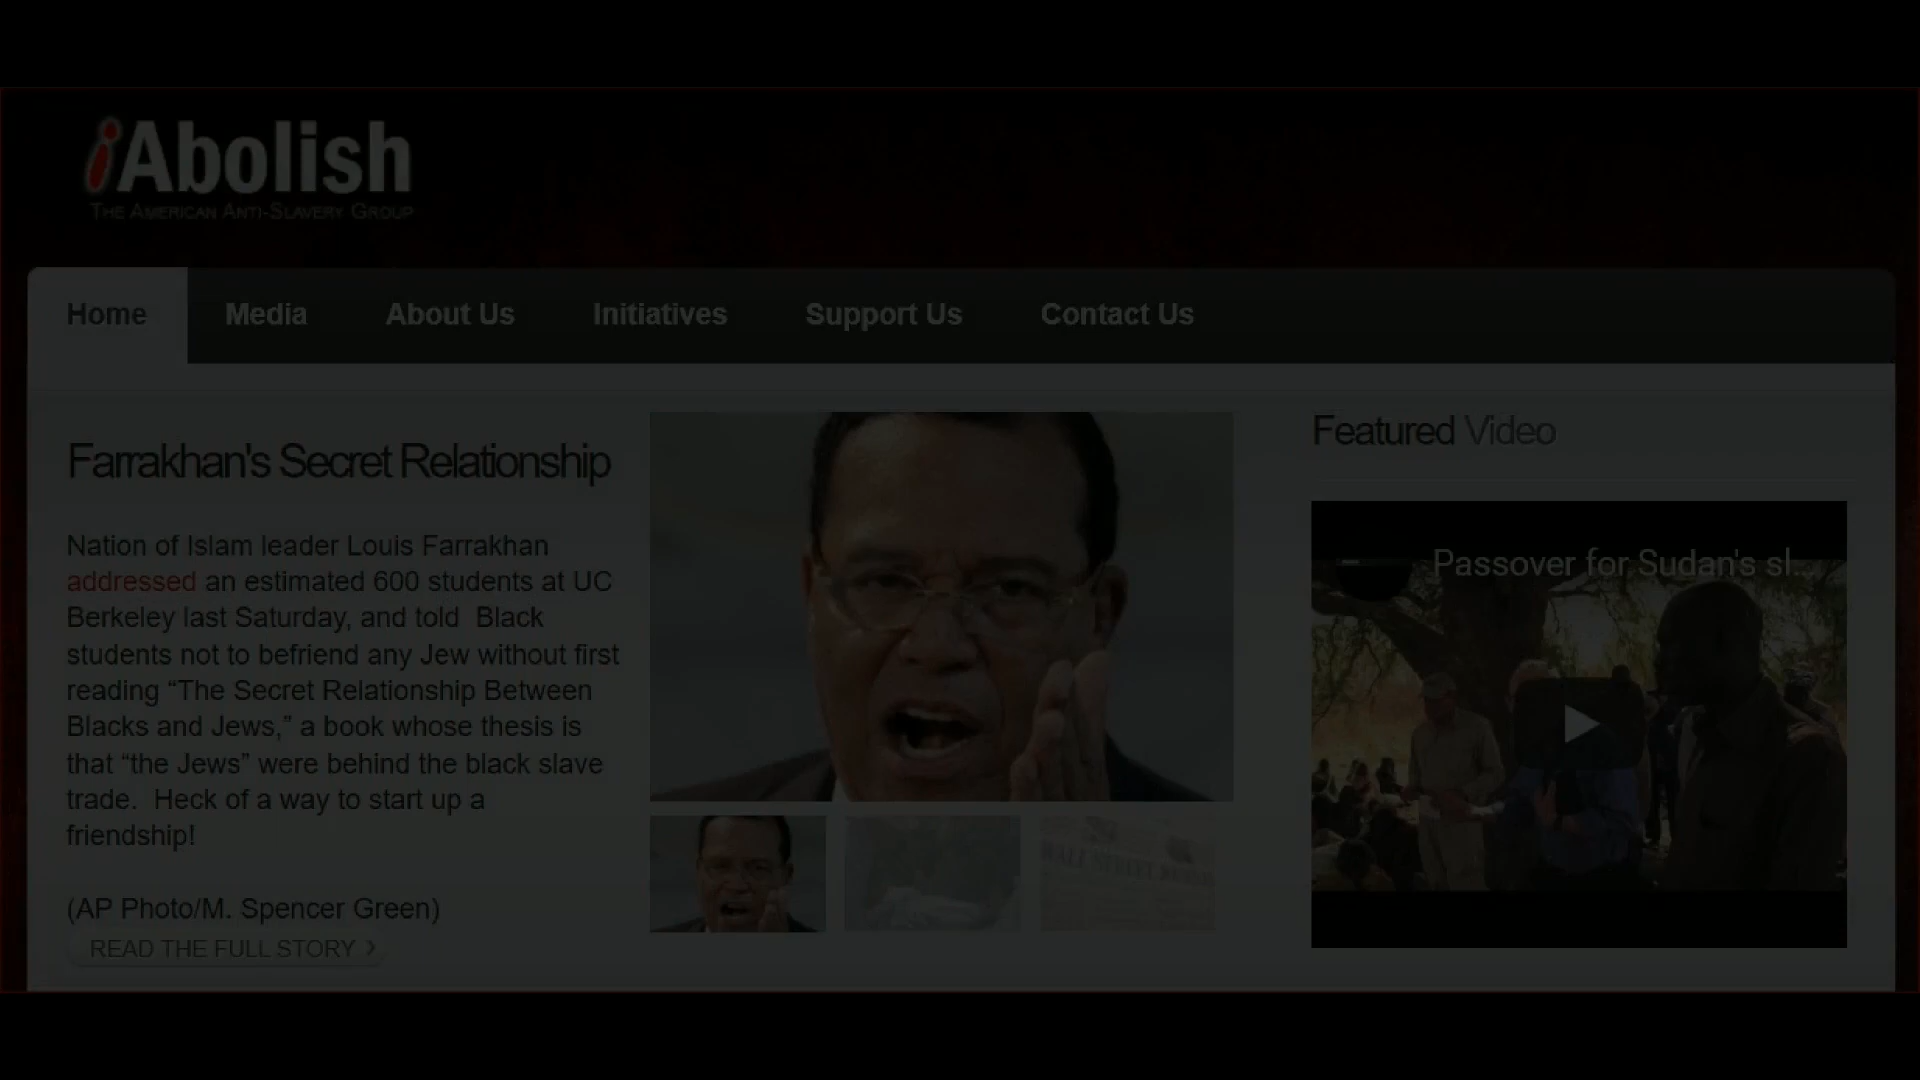 iAbolish
THE AMERICAN ANTI-SLAVERY GROUP
Home Media About Us Initiatives Support Us Contact Us
Farrakhan's Secret Relationship
Nation of Islam leader Louis Farrakhan
addressed an estimated 600 students at UC
Berkeley last Saturday, and told Black
students not to befriend any Jew without first
reading “The Secret Relationship Between
Blacks and Jews,” a book whose thesis is
that “the Jews” were behind the black slave
trade. Heck of a way to start up a
friendship!
(AP Photo/M. Spencer Green)
READ THE FULL STORY ›
WALL STREET
Featured Video
Passover for Sudan's sl...